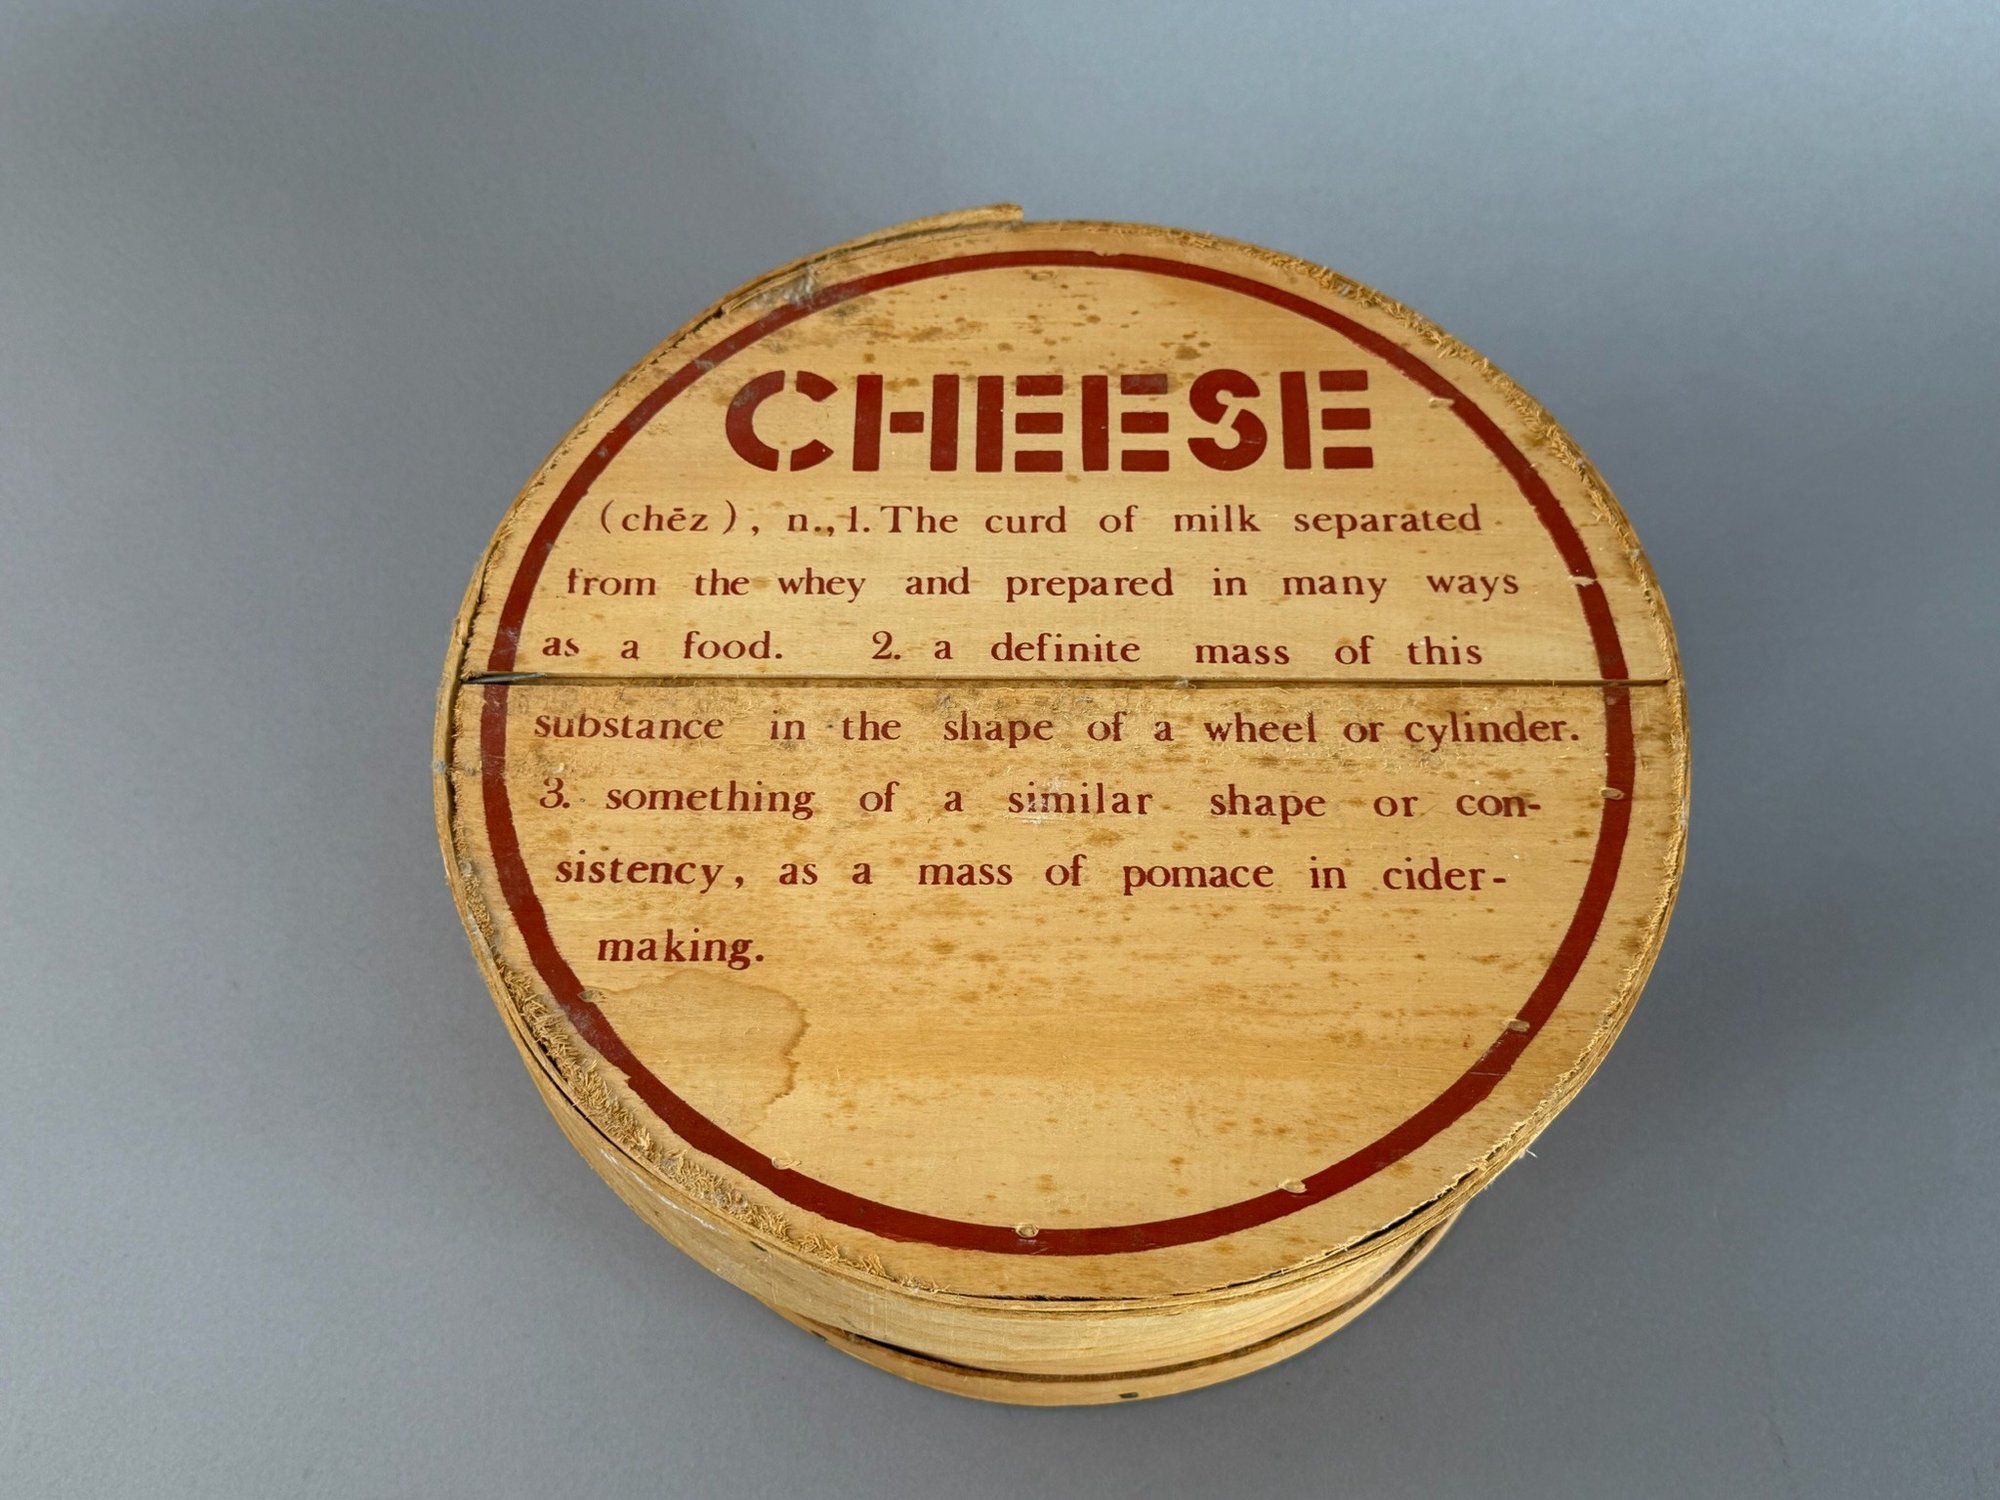 CHEESE
(chēz), n., 1. The curd of milk separated
from the whey and prepared in many ways
as a food. 2. a definite mass of this
substance in the shape of a wheel or cylinder.
3. something of a similar shape or con-
sistency, as a mass of pomace in cider-
making.